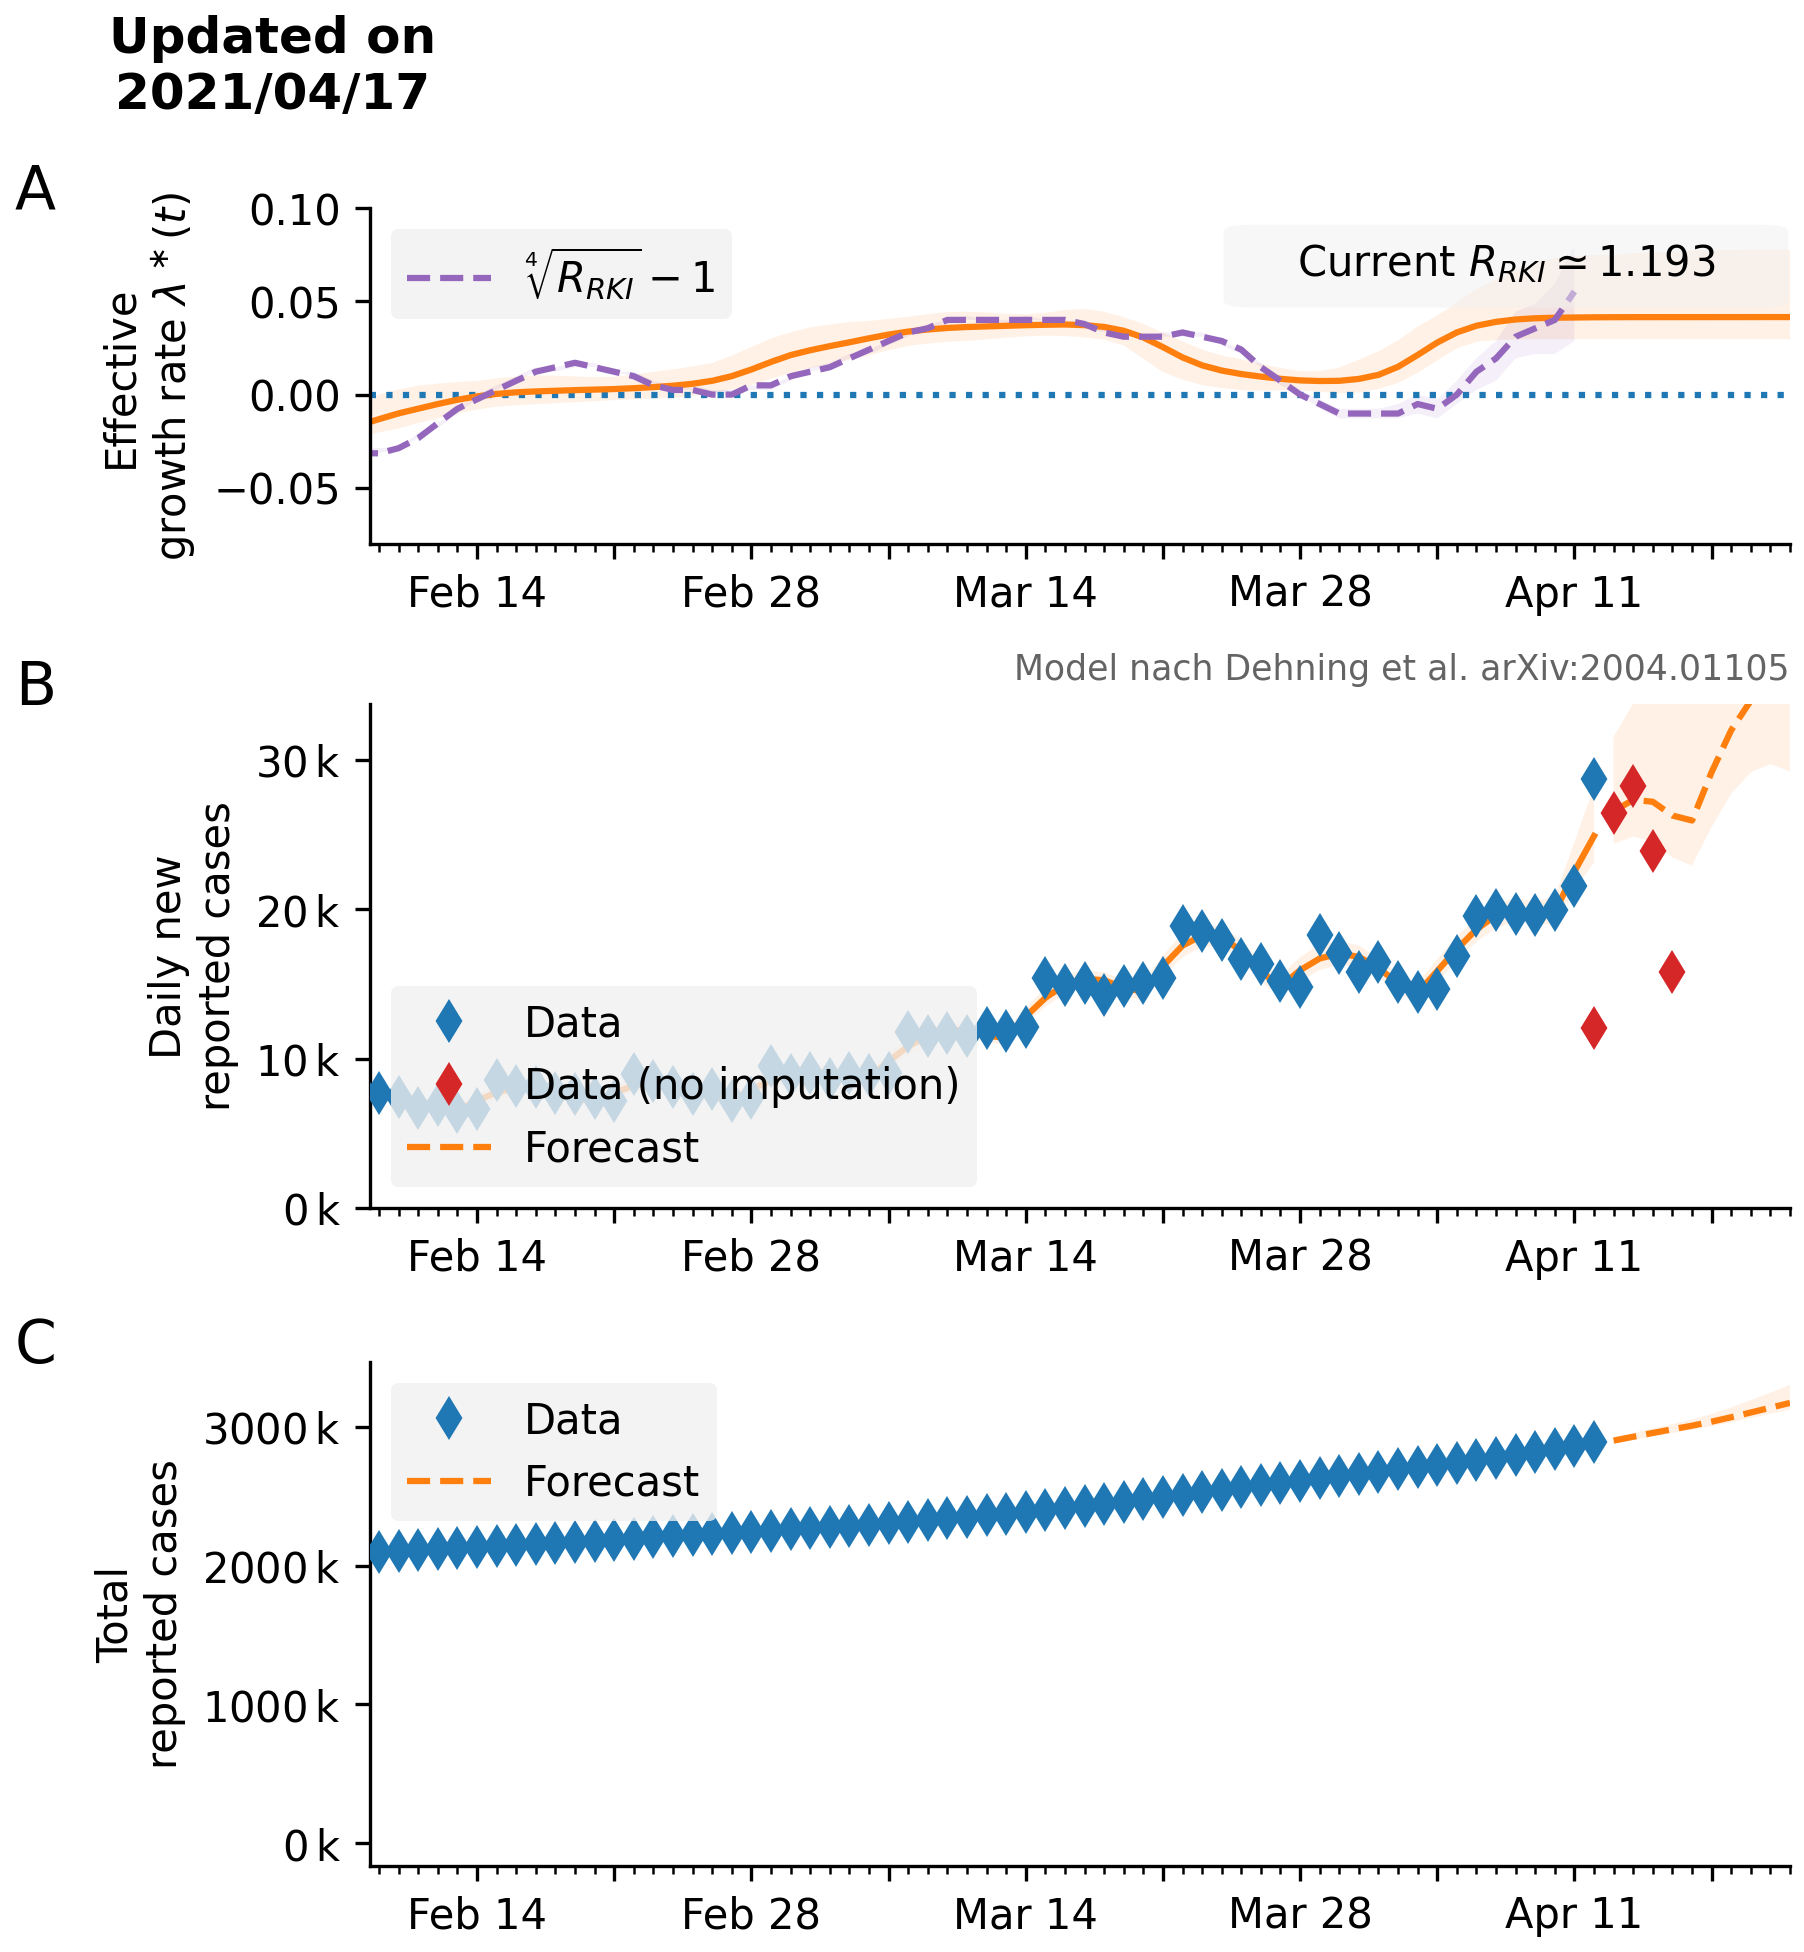 Updated on
2021/04/17
A
Effective
growth rate λ * (t)
0.10
0.05
0.00
−0.05
⁴√R_RKI − 1
Current R_RKI ≃ 1.193
Feb 14
Feb 28
Mar 14
Mar 28
Apr 11
B
Model nach Dehning et al. arXiv:2004.01105
Daily new
reported cases
30 k
20 k
10 k
0 k
Data
Data (no imputation)
Forecast
Feb 14
Feb 28
Mar 14
Mar 28
Apr 11
C
Total
reported cases
3000 k
2000 k
1000 k
0 k
Data
Forecast
Feb 14
Feb 28
Mar 14
Mar 28
Apr 11